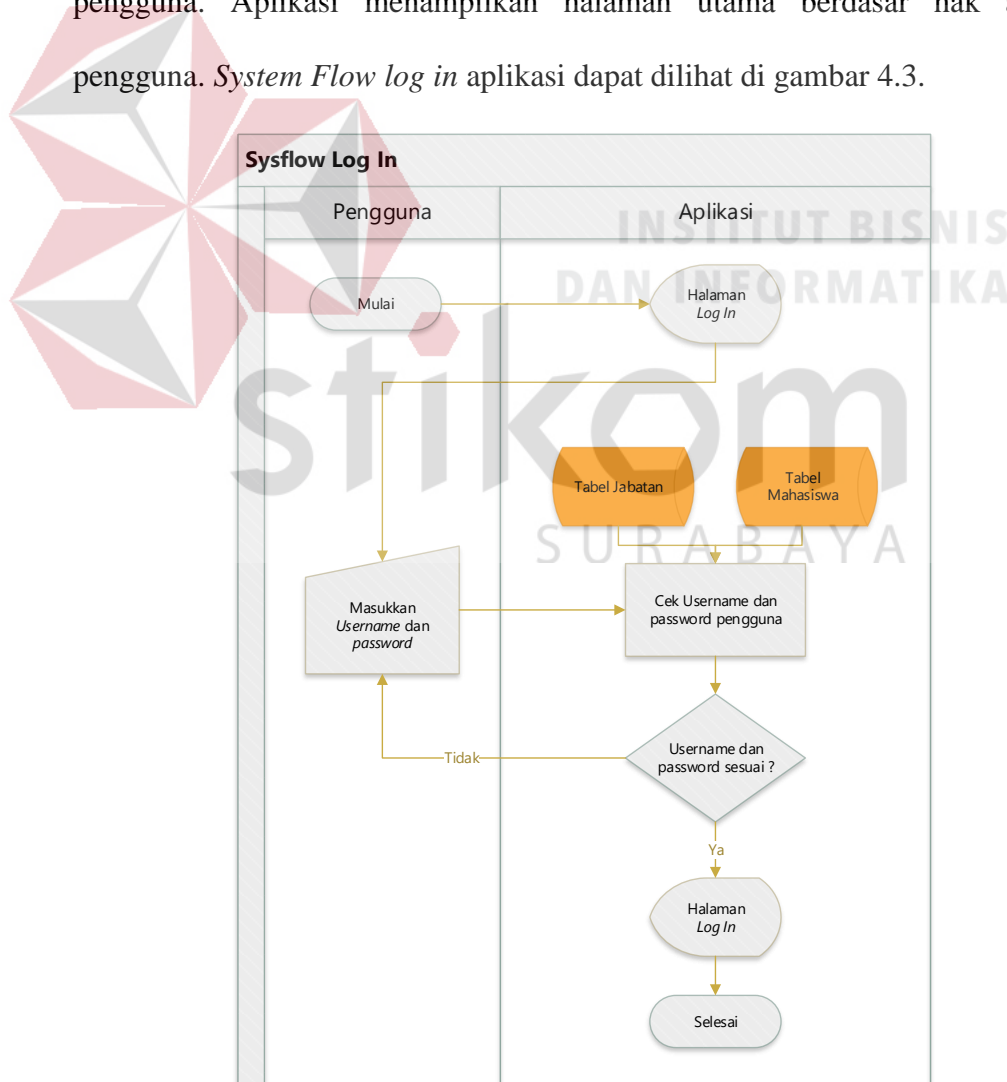 pengguna. Aplikasi menampilkan halaman utama berdasar hak
pengguna. System Flow log in aplikasi dapat dilihat di gambar 4.3.
Sysflow Log In
Pengguna
Aplikasi
INSTITUT BISNIS
DAN INFORMATIKA
stikom
SURABAYA
Mulai
Halaman
Log In
Tabel Jabatan
Tabel
Mahasiswa
Masukkan
Username dan
password
Cek Username dan
password pengguna
Username dan
password sesuai ?
Tidak
Ya
Halaman
Log In
Selesai